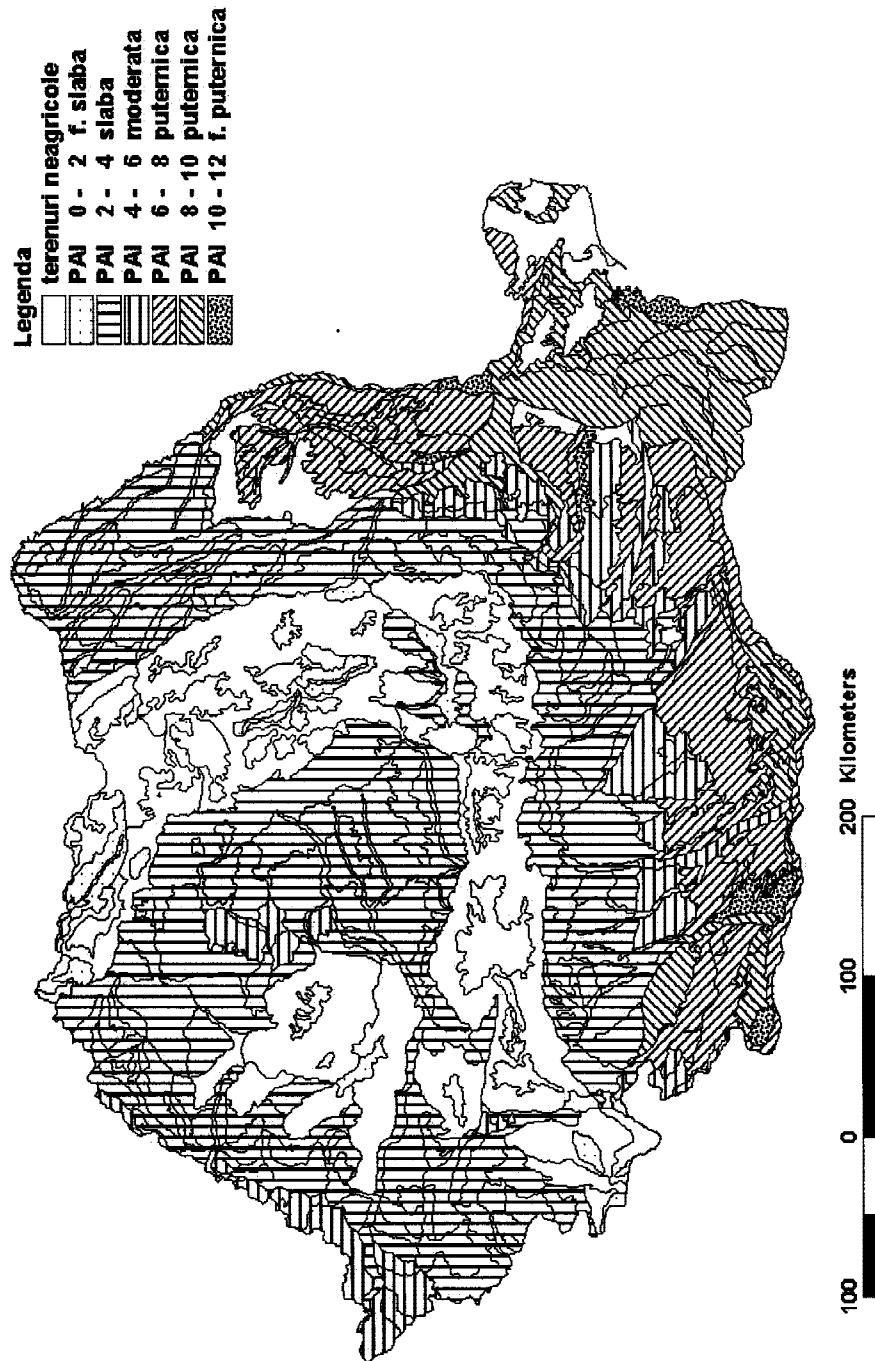 Legenda
terenuri neagricole
PAI 0 - 2 f. slaba
PAI 2 - 4 slaba
PAI 4 - 6 moderata
PAI 6 - 8 puternica
PAI 8 - 10 puternica
PAI 10 - 12 f. puternica
100 0 100 200 Kilometers